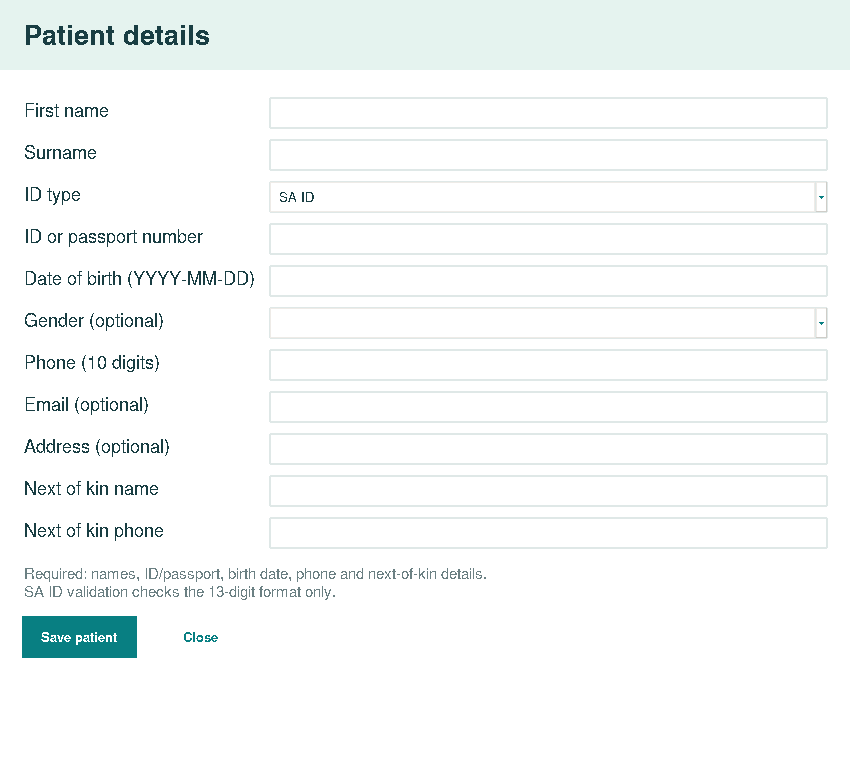 Patient details
First name
Surname
ID type
SA ID
ID or passport number
Date of birth (YYYY-MM-DD)
Gender (optional)
Phone (10 digits)
Email (optional)
Address (optional)
Next of kin name
Next of kin phone
Required: names, ID/passport, birth date, phone and next-of-kin details.
SA ID validation checks the 13-digit format only.
Save patient
Close